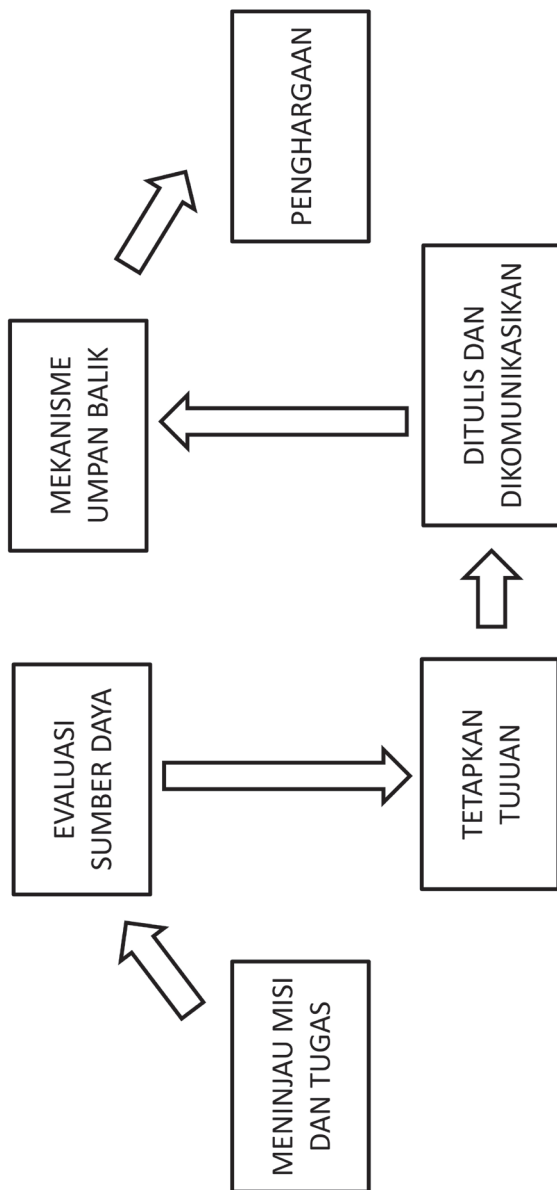 MENINJAU MISI
DAN TUGAS
EVALUASI
SUMBER DAYA
TETAPKAN
TUJUAN
DITULIS DAN
DIKOMUNIKASIKAN
MEKANISME
UMPAN BALIK
PENGHARGAAN